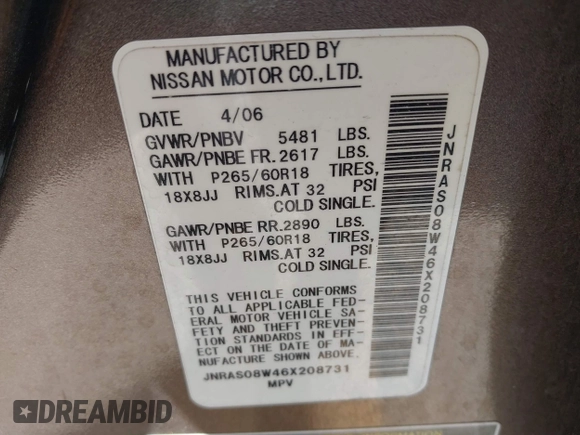 MANUFACTURED BY
NISSAN MOTOR CO.,LTD.
DATE 4/06
GVWR/PNBV 5481 LBS.
GAWR/PNBE FR. 2617 LBS.
WITH P265/60R18 TIRES,
18X8JJ RIMS.AT 32 PSI
COLD SINGLE.
GAWR/PNBE RR. 2890 LBS.
WITH P265/60R18 TIRES,
18X8JJ RIMS.AT 32 PSI
COLD SINGLE.
THIS VEHICLE CONFORMS
TO ALL APPLICABLE FED-
ERAL MOTOR VEHICLE SA-
FETY AND THEFT PREVEN-
TION STANDARDS IN EFF-
ECT ON THE DATE OF MA-
NUFACTURE SHOWN ABOVE.
JNRAS08W46X208731
MPV
JNRAS08W46X208731
DREAMBID